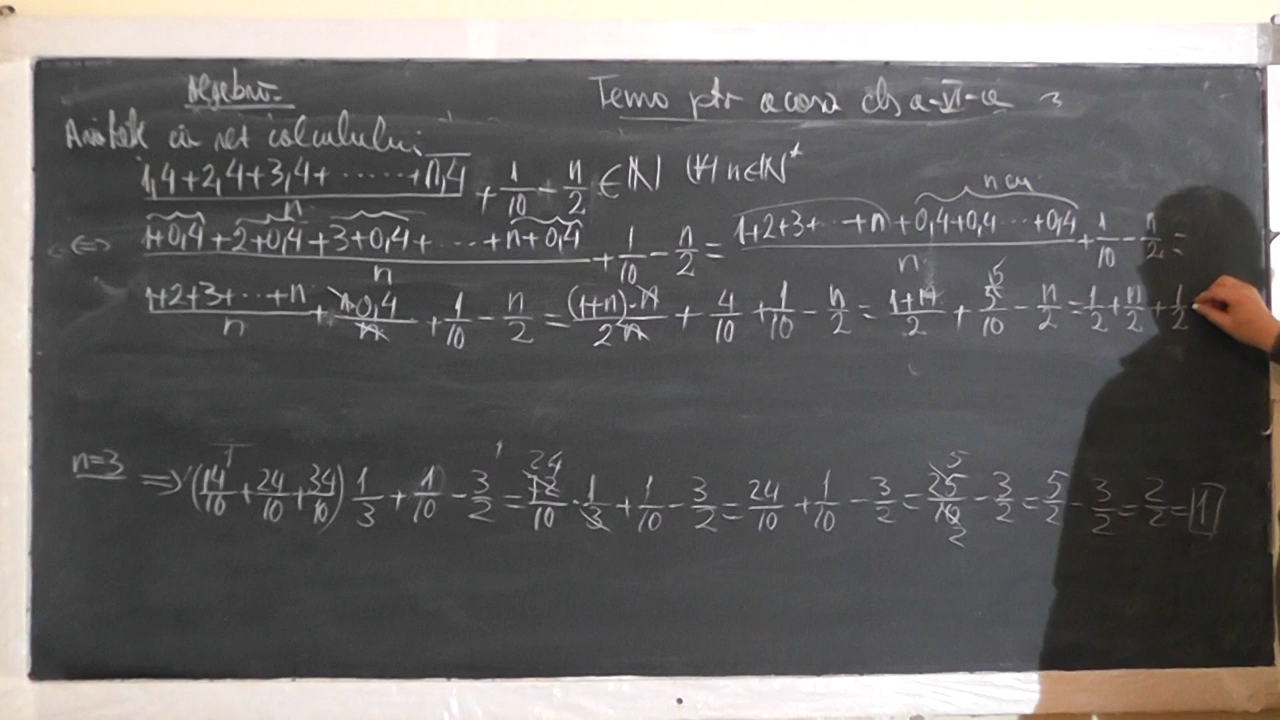 Algebră
Temă ptr acasă cls a-VI-a
Arătați că rez calculului:
(1,4+2,4+3,4+......+n,4)/n + 1/10 - n/2 ∈ ℕ (∀) n∈ℕ*
<=> (1+0,4+2+0,4+3+0,4+...+n+0,4)/n + 1/10 - n/2 = (1+2+3+...+n+0,4+0,4...+0,4)/n + 1/10 - n/2 =
(1+2+3+...+n)/n + n·0,4/n + 1/10 - n/2 = (1+n)·n/2n + 4/10 + 1/10 - n/2 = (1+n)/2 + 5/10 - n/2 = 1/2 + n/2 + 1/2
n=3 => (14/10 + 24/10 + 34/10) 1/3 + 1/10 - 3/2 = 72/10 · 1/3 + 1/10 - 3/2 = 24/10 + 1/10 - 3/2 = 25/10 - 3/2 = 5/2 - 3/2 = 2/2 = 1